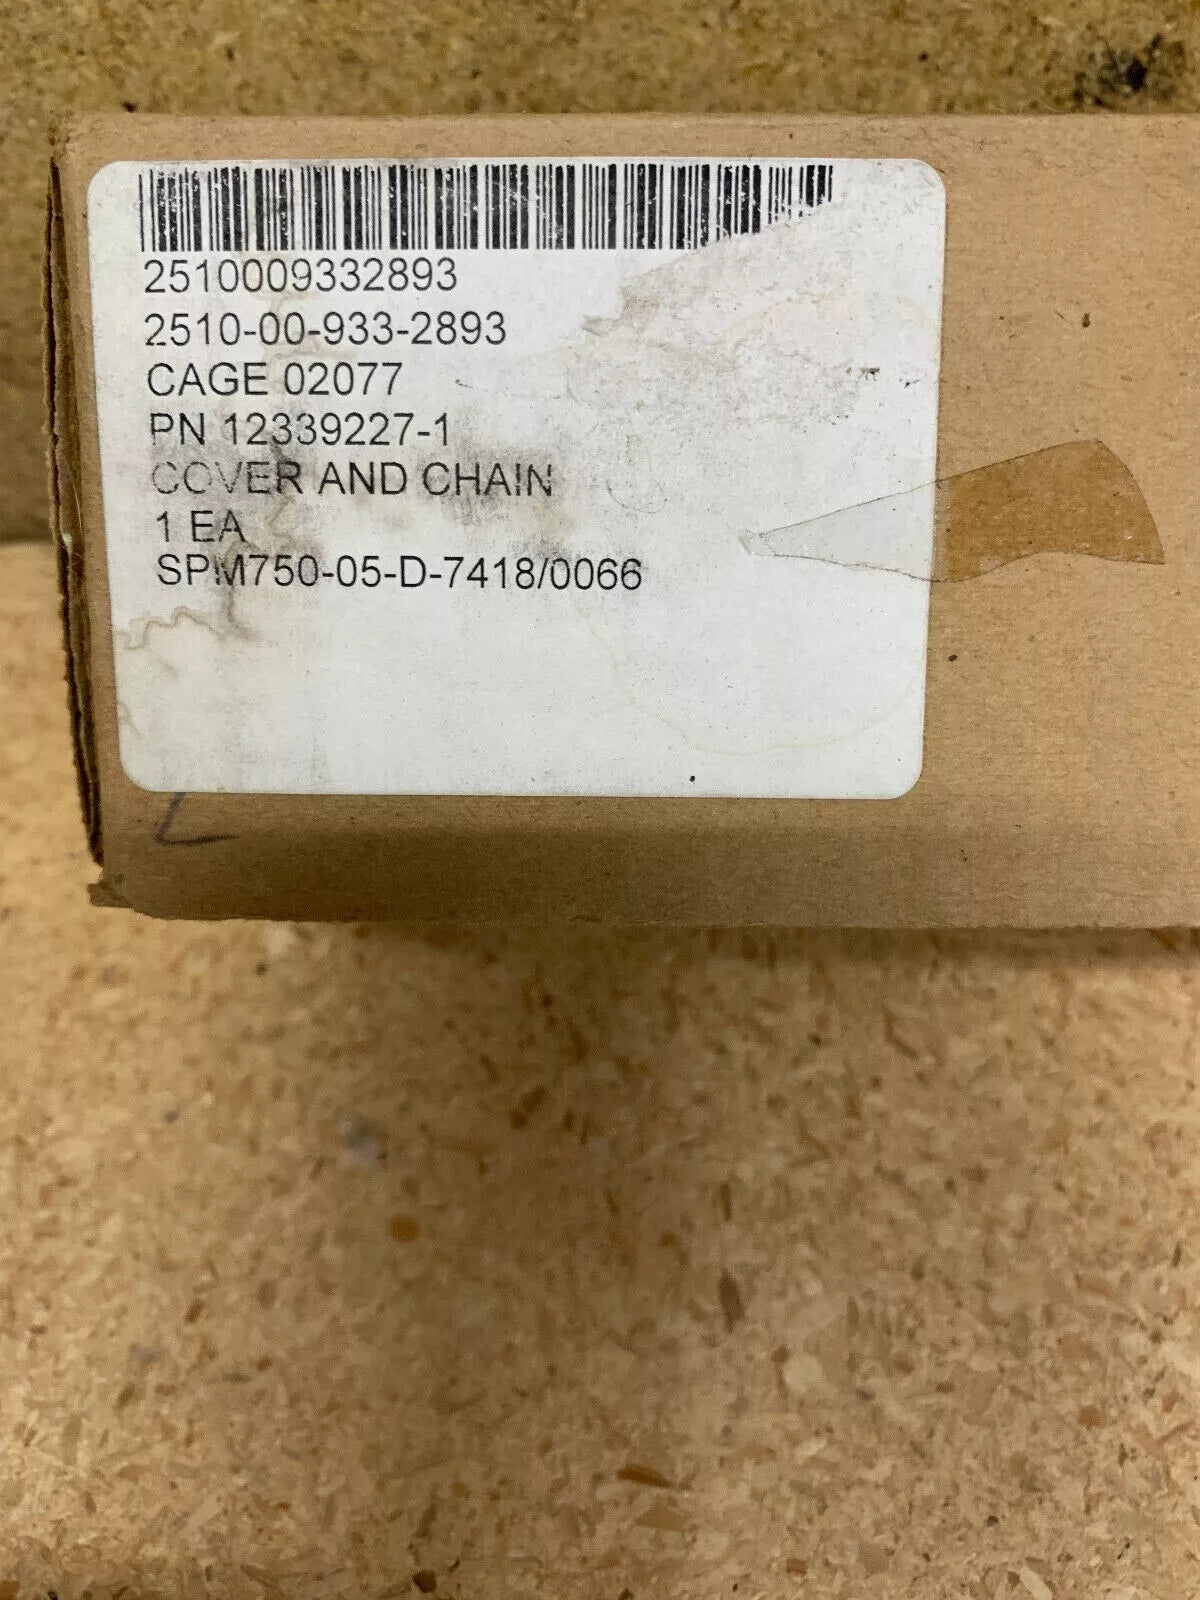 2510009332893
2510-00-933-2893
CAGE 02077
PN 12339227-1
COVER AND CHAIN
1 EA
SPM750-05-D-7418/0066